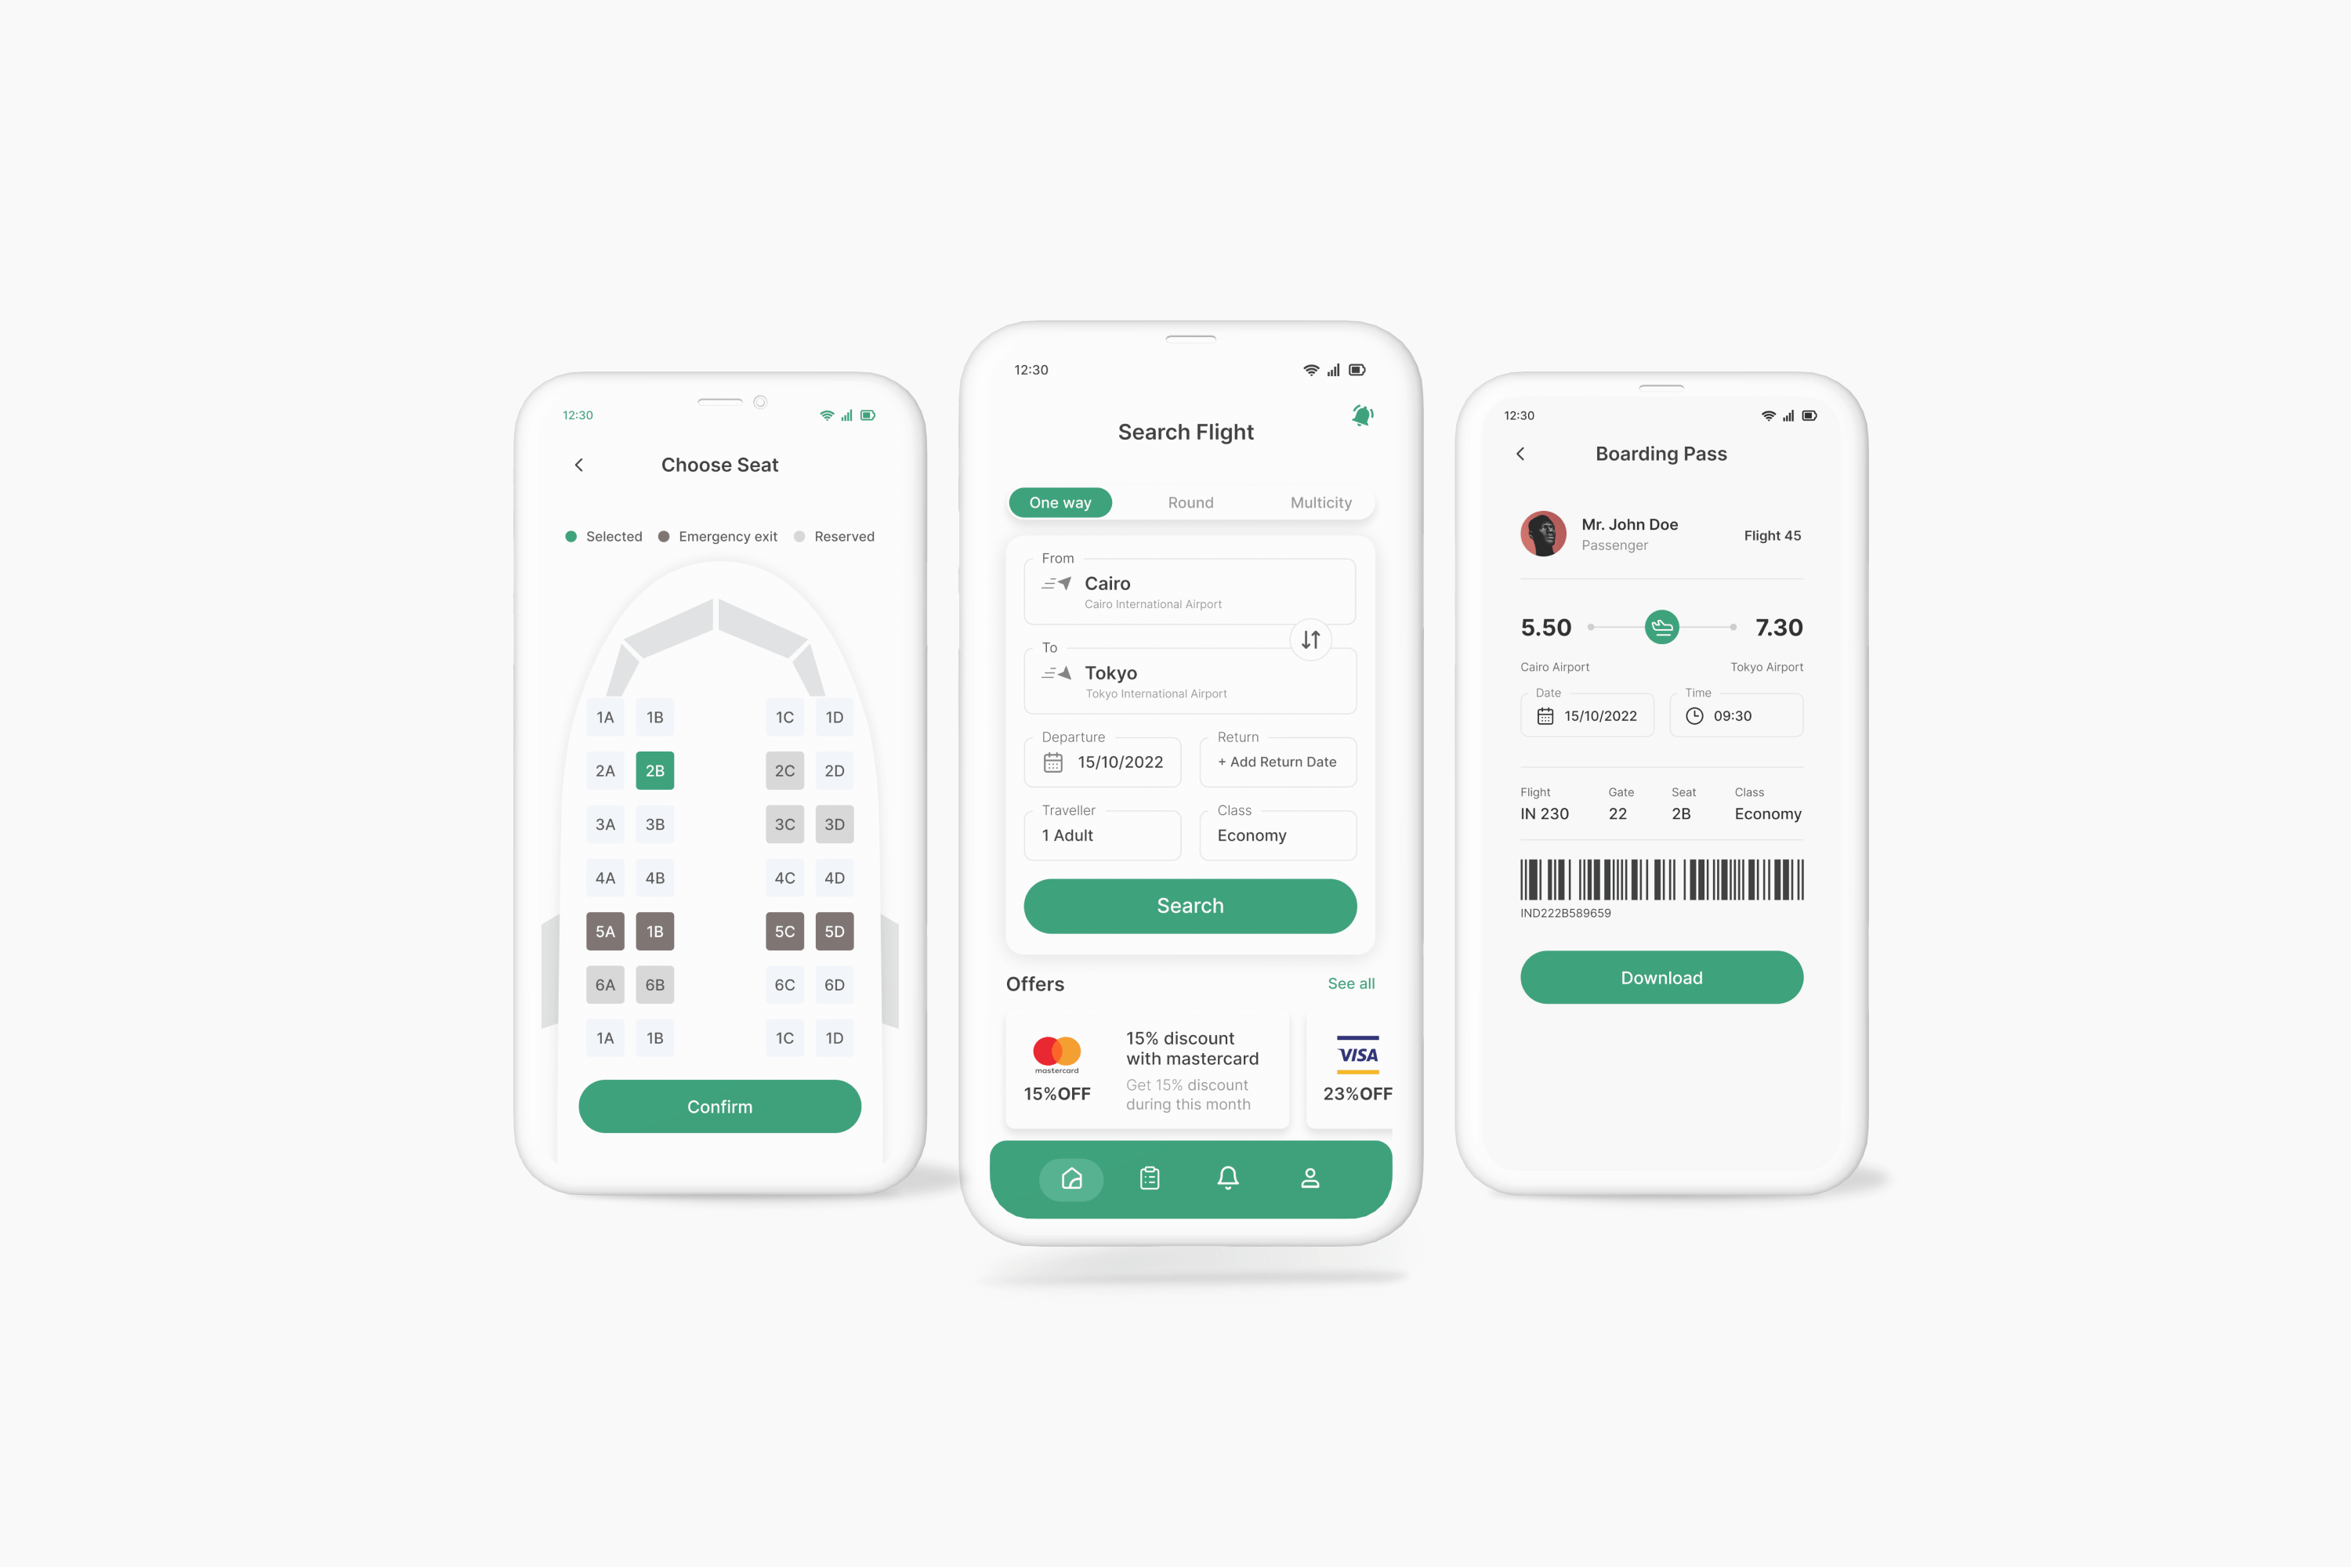 12:30
Choose Seat
Selected Emergency exit Reserved
1A 1B 1C 1D
2A 2B 2C 2D
3A 3B 3C 3D
4A 4B 4C 4D
5A 1B 5C 5D
6A 6B 6C 6D
1A 1B 1C 1D
Confirm
12:30
Search Flight
One way Round Multicity
From
Cairo
Cairo International Airport
To
Tokyo
Tokyo International Airport
Departure Return
15/10/2022 + Add Return Date
Traveller Class
1 Adult Economy
Search
Offers See all
mastercard
15%OFF
15% discount
with mastercard
Get 15% discount
during this month
VISA
23%OFF
12:30
Boarding Pass
Mr. John Doe
Passenger
Flight 45
5.50 7.30
Cairo Airport Tokyo Airport
Date Time
15/10/2022 09:30
Flight Gate Seat Class
IN 230 22 2B Economy
IND222B589659
Download